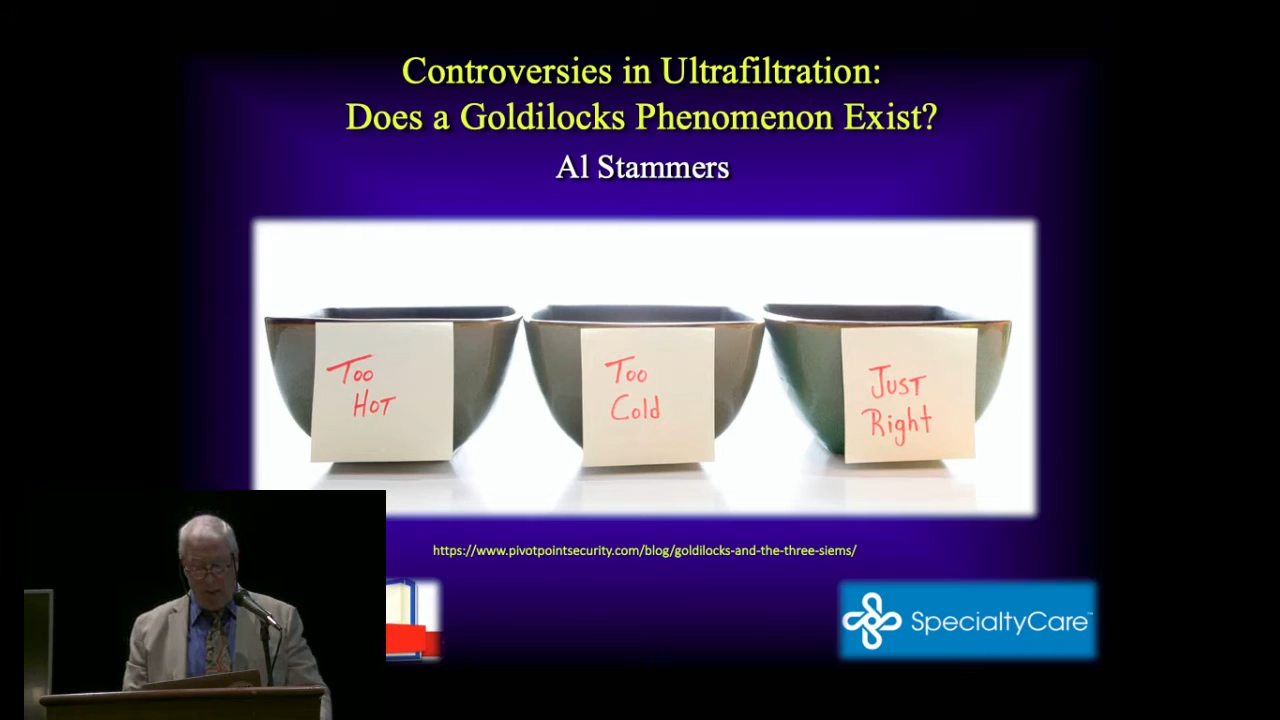 Controversies in Ultrafiltration:
Does a Goldilocks Phenomenon Exist?
Al Stammers
Too
Hot
Too
Cold
Just
Right
https://www.pivotpointsecurity.com/blog/goldilocks-and-the-three-siems/
SpecialtyCare™